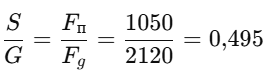 S/G = Fп/Fg = 1050/2120 = 0,495